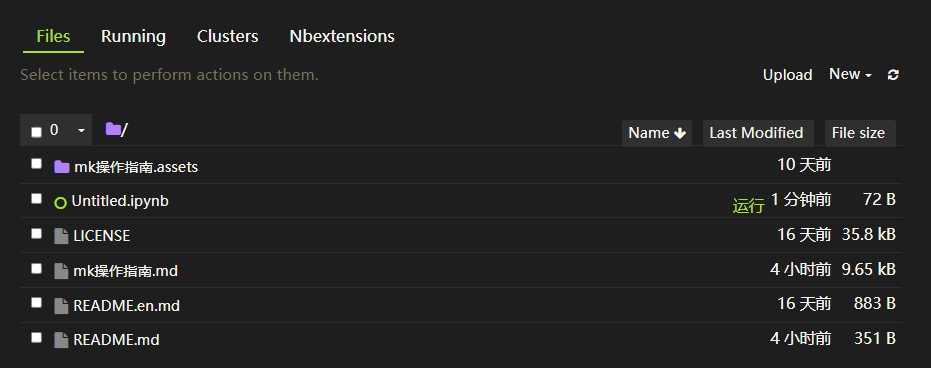 Files Running Clusters Nbextensions
Select items to perform actions on them. Upload New
0 / Name Last Modified File size
mk操作指南.assets 10 天前
Untitled.ipynb 运行 1 分钟前 72 B
LICENSE 16 天前 35.8 kB
mk操作指南.md 4 小时前 9.65 kB
README.en.md 16 天前 883 B
README.md 4 小时前 351 B